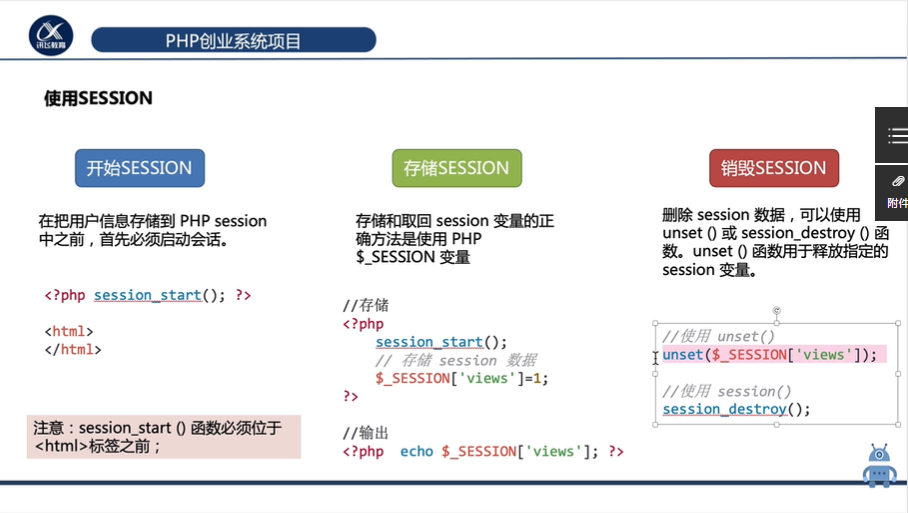 讯飞教育
PHP创业系统项目
使用SESSION
开始SESSION
在把用户信息存储到 PHP session
中之前，首先必须启动会话。
<?php session_start(); ?>
<html>
</html>
注意：session_start () 函数必须位于
<html>标签之前；
存储SESSION
存储和取回 session 变量的正
确方法是使用 PHP
$_SESSION 变量
//存储
<?php
session_start();
// 存储 session 数据
$_SESSION['views']=1;
?>
//输出
<?php echo $_SESSION['views']; ?>
销毁SESSION
删除 session 数据，可以使用
unset () 或 session_destroy () 函
数。unset () 函数用于释放指定的
session 变量。
//使用 unset()
unset($_SESSION['views']);
//使用 session()
session_destroy();
附件